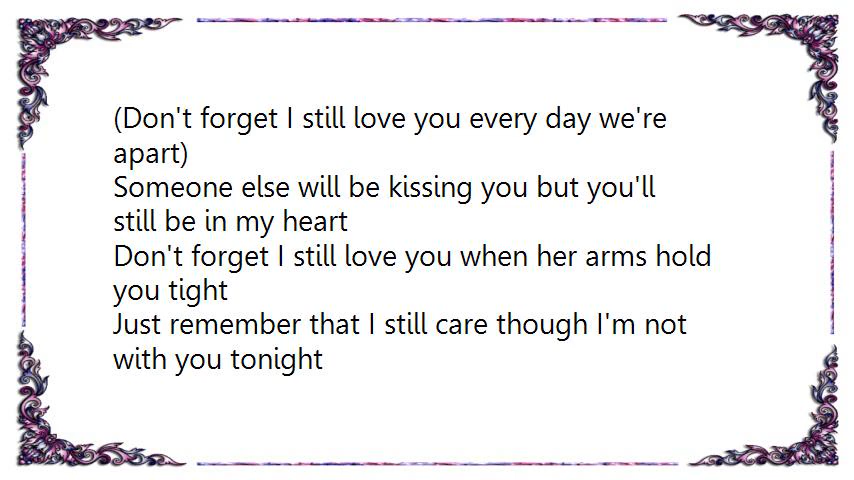 (Don't forget I still love you every day we're
apart)
Someone else will be kissing you but you'll
still be in my heart
Don't forget I still love you when her arms hold
you tight
Just remember that I still care though I'm not
with you tonight